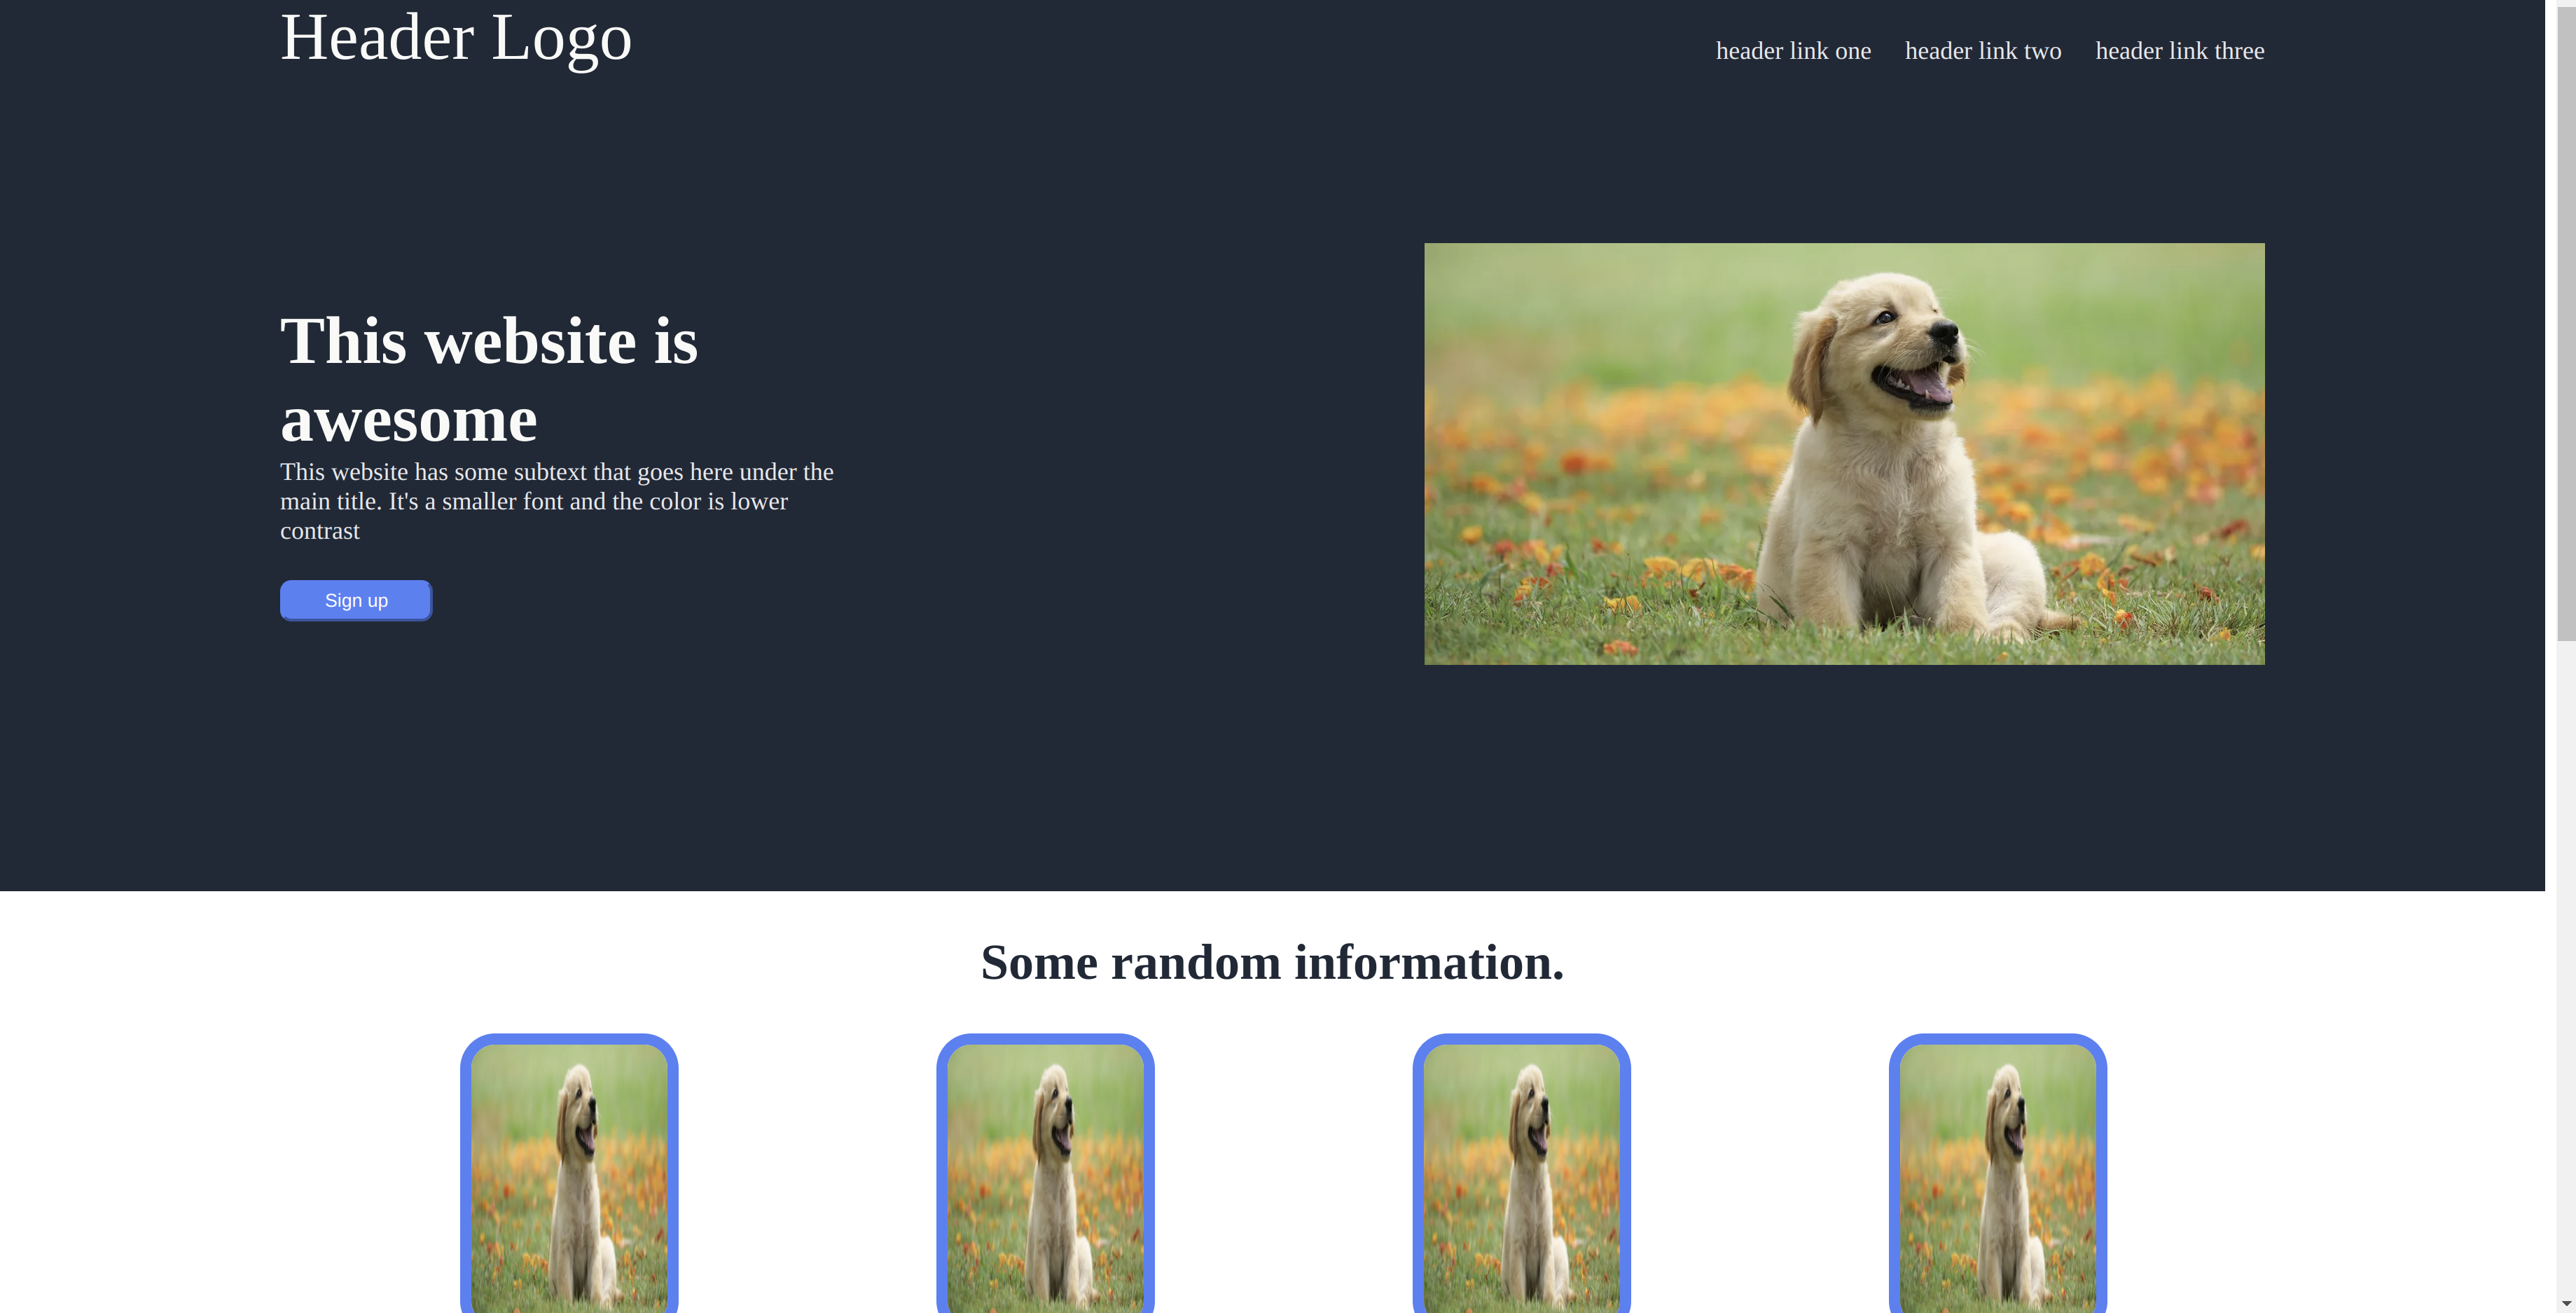 Header Logo
header link one
header link two
header link three
This website is
awesome
This website has some subtext that goes here under the
main title. It's a smaller font and the color is lower
contrast
Sign up
Some random information.